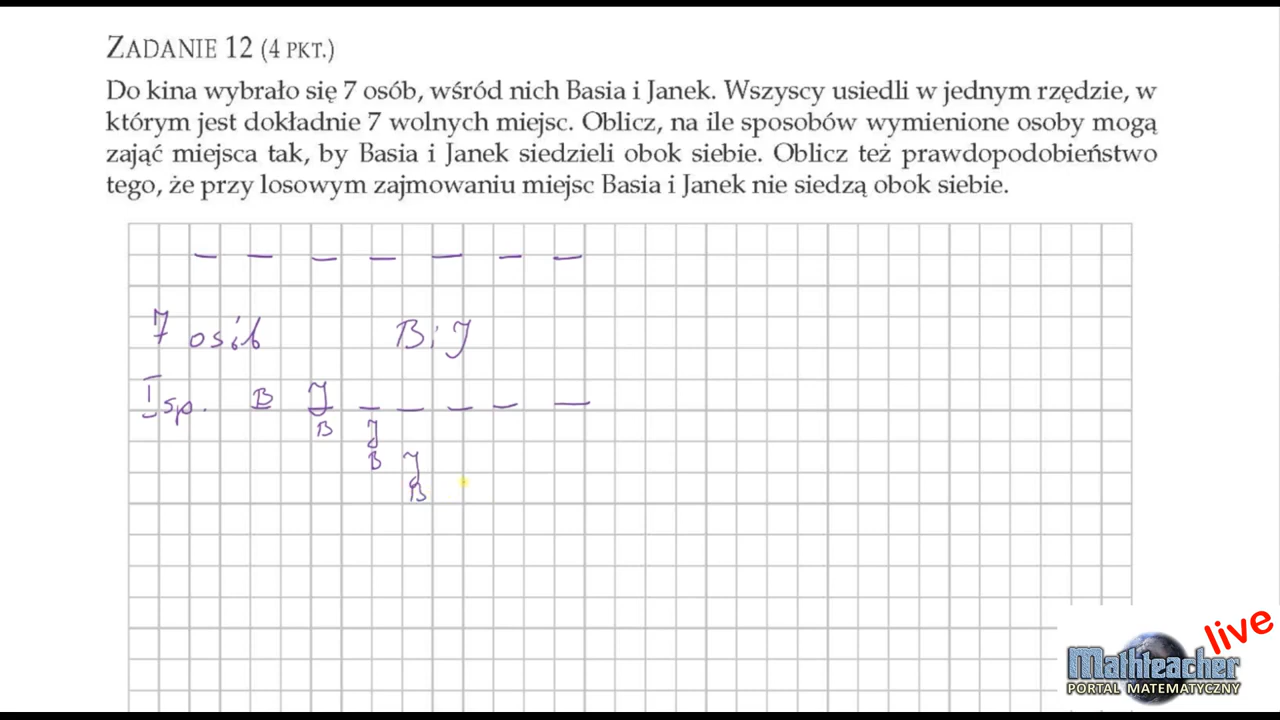 ZADANIE 12 (4 PKT.)
Do kina wybrało się 7 osób, wśród nich Basia i Janek. Wszyscy usiedli w jednym rzędzie, w
którym jest dokładnie 7 wolnych miejsc. Oblicz, na ile sposobów wymienione osoby mogą
zająć miejsca tak, by Basia i Janek siedzieli obok siebie. Oblicz też prawdopodobieństwo
tego, że przy losowym zajmowaniu miejsc Basia i Janek nie siedzą obok siebie.
7 osób B i J
I sp. B J
B J
B J
B
live
Mathteacher
PORTAL MATEMATYCZNY